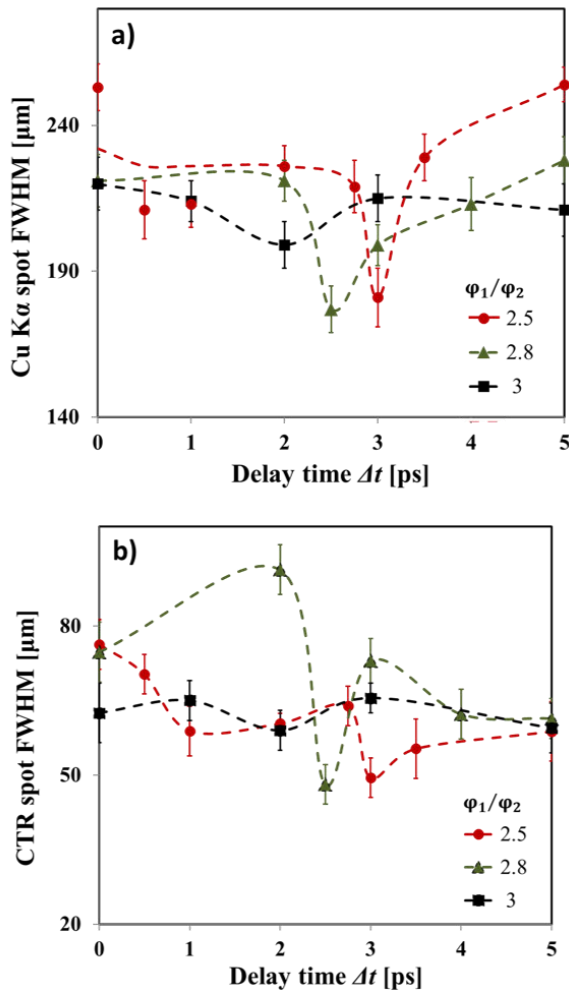 a)
Cu Kα spot FWHM [μm]
240
190
140
φ₁/φ₂
2.5
2.8
3
0 1 2 3 4 5
Delay time Δt [ps]
b)
CTR spot FWHM [μm]
80
50
20
φ₁/φ₂
2.5
2.8
3
0 1 2 3 4 5
Delay time Δt [ps]